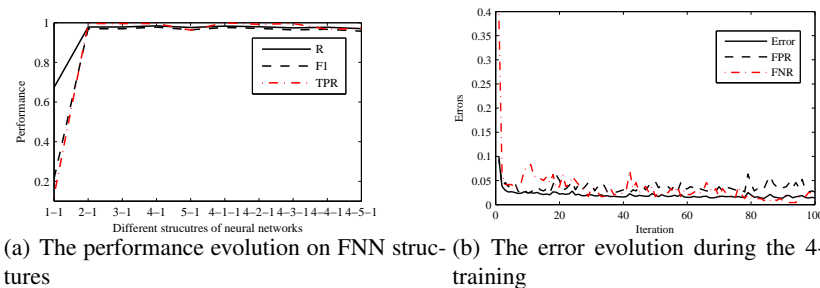 1
0.8
0.6
0.4
0.2
Performance
R
F1
TPR
1−1 2−1 3−1 4−1 5−1 4−1−1 4−2−1 4−3−1 4−4−1 4−5−1
Different strucutres of neural networks
(a) The performance evolution on FNN struc-
tures
0.4
0.35
0.3
0.25
0.2
0.15
0.1
0.05
0
Errors
Error
FPR
FNR
0 20 40 60 80 100
Iteration
(b) The error evolution during the 4-
training